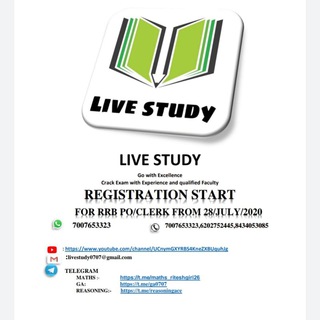 LIVE STUDY
LIVE STUDY
Go with Excellence
Crack Exam with Experience and qualified Faculty
REGISTRATION START
FOR RRB PO/CLERK FROM 28/JULY/2020
7007653323 7007653323,6202752445,8434053085
: https://www.youtube.com/channel/UCnymGXYRBS4Kne2XBUquhJg
:livestudy0707@gmail.com
TELEGRAM
MATHS :- https://t.me/maths_riteshgiri26
GA: https://t.me/ga0707
REASONING:- https://t.me/reasoningace